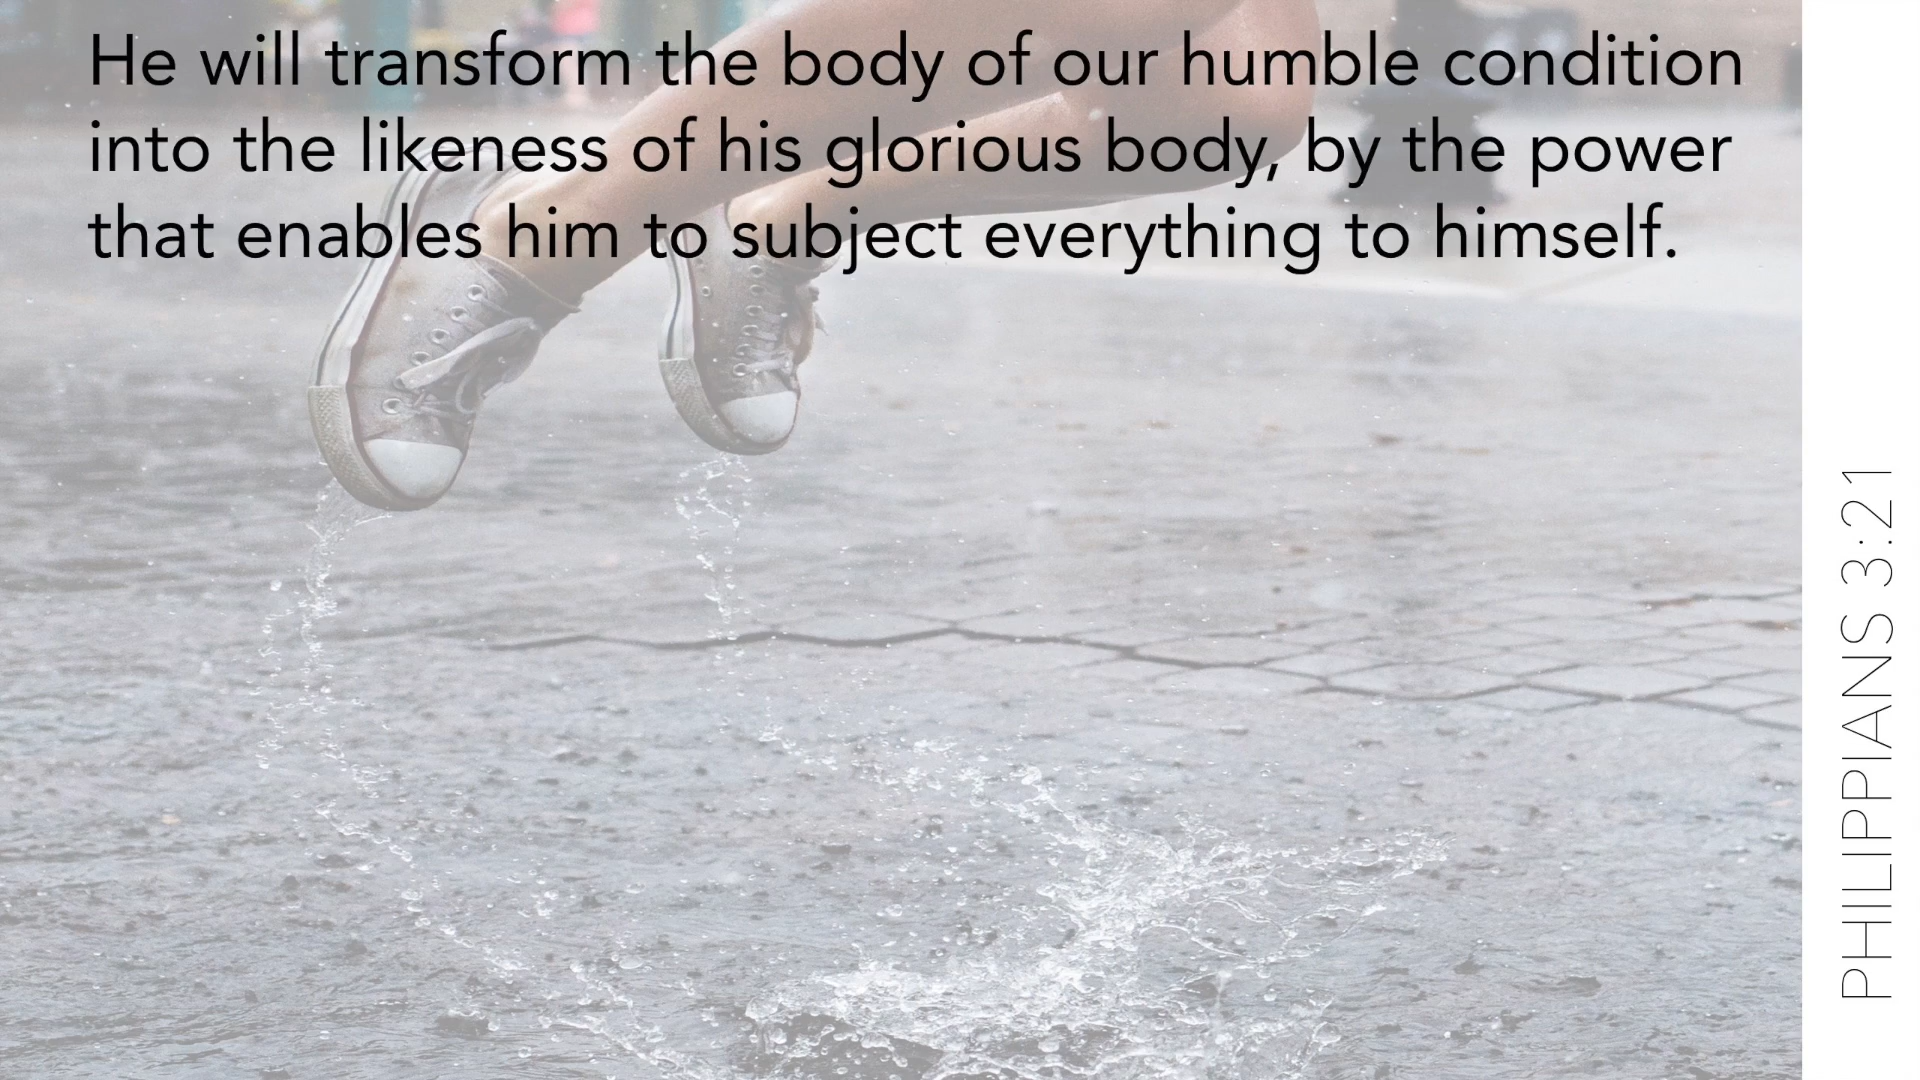 He will transform the body of our humble condition
into the likeness of his glorious body, by the power
that enables him to subject everything to himself.
PHILIPPIANS 3:21